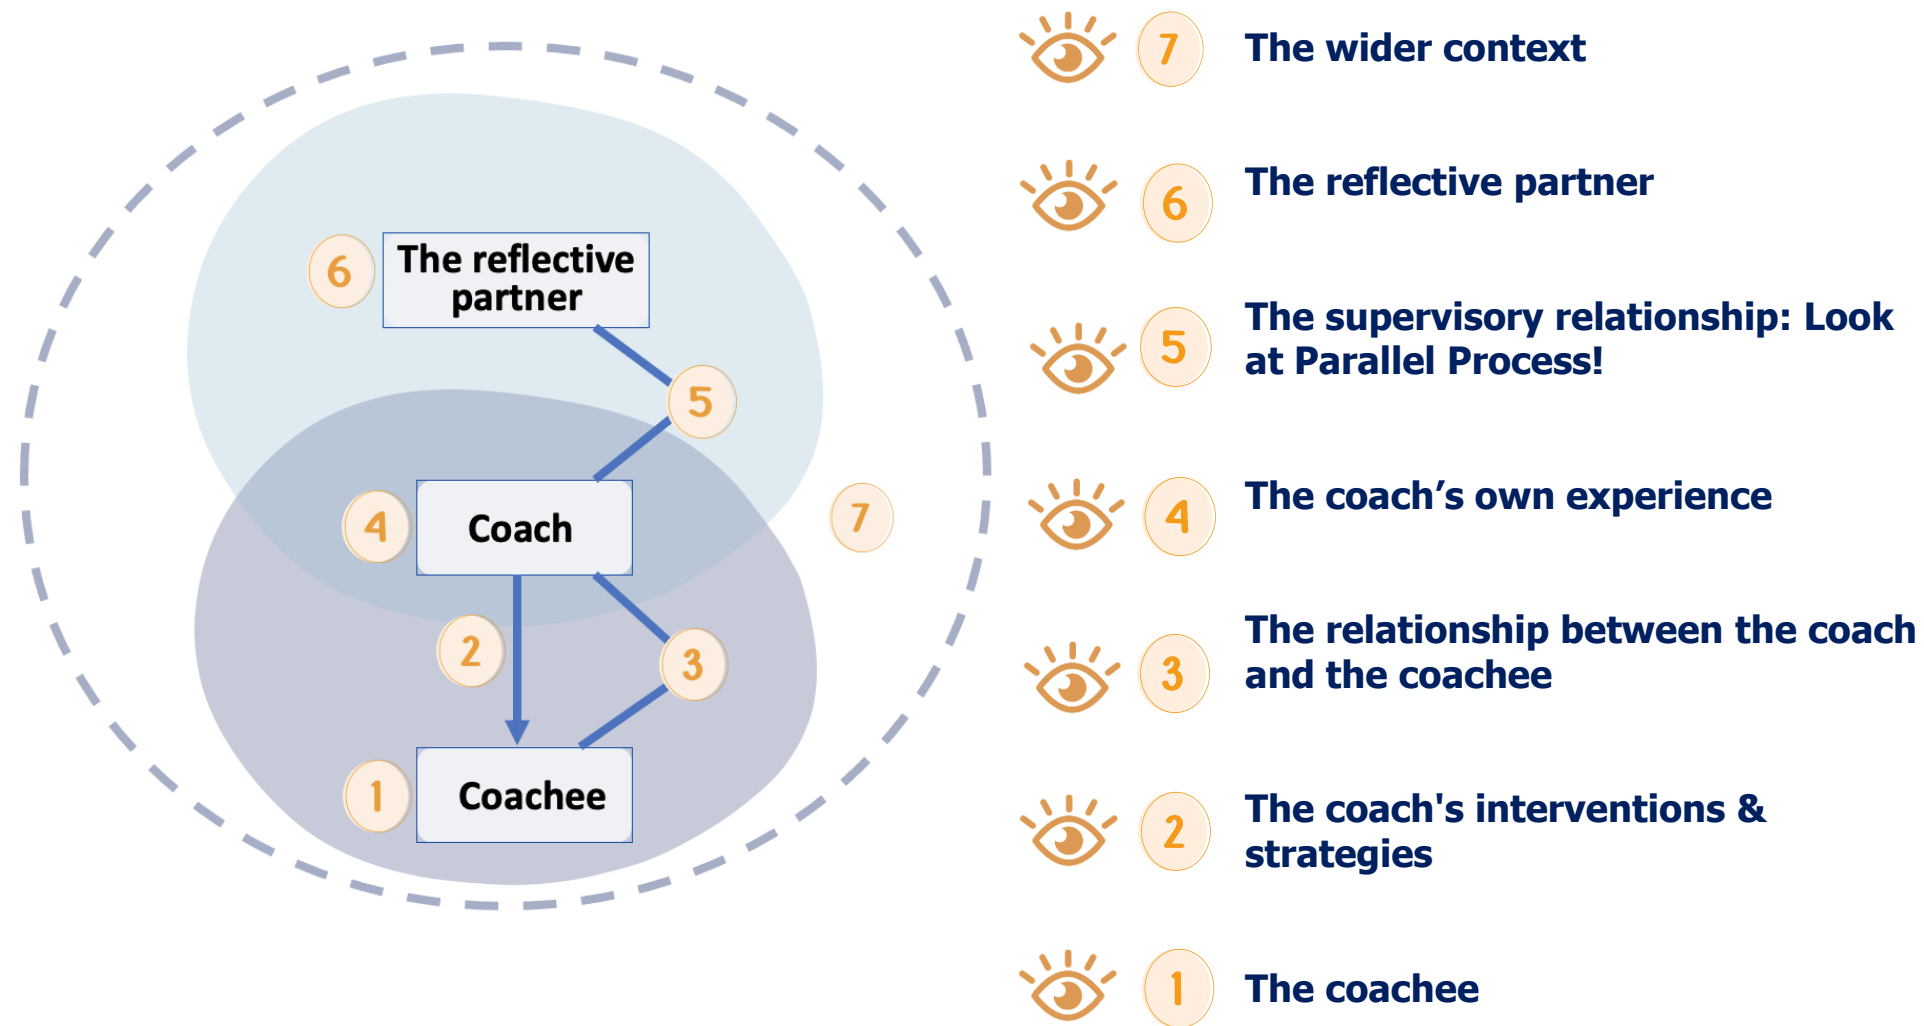 6
The reflective
partner
5
4
Coach
7
2
3
1
Coachee
7
The wider context
6
The reflective partner
5
The supervisory relationship: Look
at Parallel Process!
4
The coach’s own experience
3
The relationship between the coach
and the coachee
2
The coach's interventions &
strategies
1
The coachee